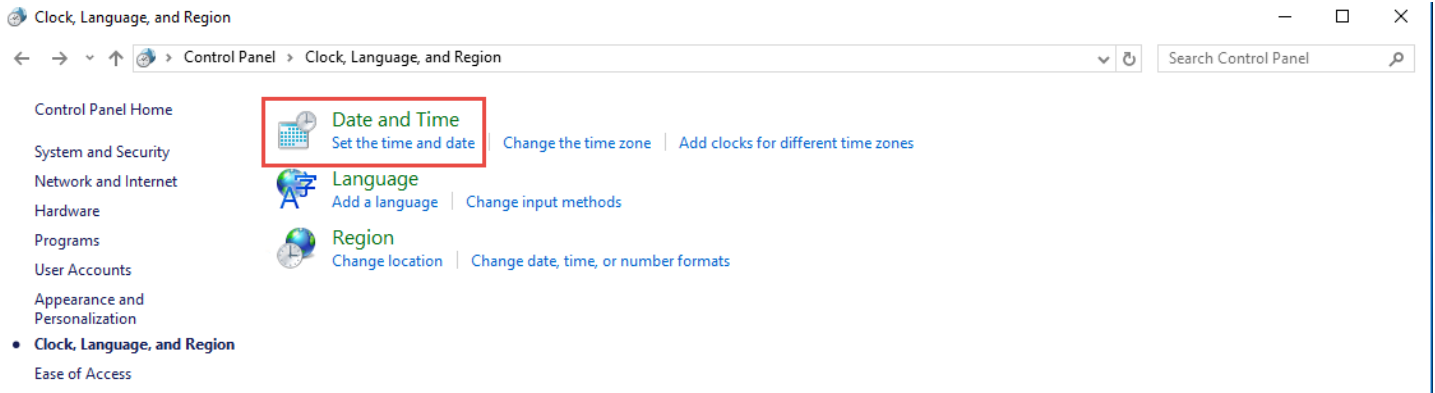 Clock, Language, and Region
Control Panel › Clock, Language, and Region
Search Control Panel
Control Panel Home
System and Security
Network and Internet
Hardware
Programs
User Accounts
Appearance and
Personalization
Clock, Language, and Region
Ease of Access
Date and Time
Set the time and date | Change the time zone | Add clocks for different time zones
Language
Add a language | Change input methods
Region
Change location | Change date, time, or number formats